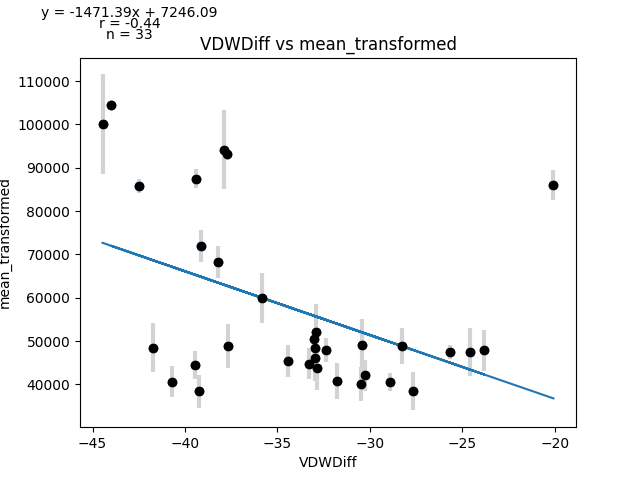 y = -1471.39x + 7246.09
r = -0.44
n = 33
VDWDiff vs mean_transformed
110000
100000
90000
80000
70000
60000
50000
40000
mean_transformed
−45
−40
−35
−30
−25
−20
VDWDiff